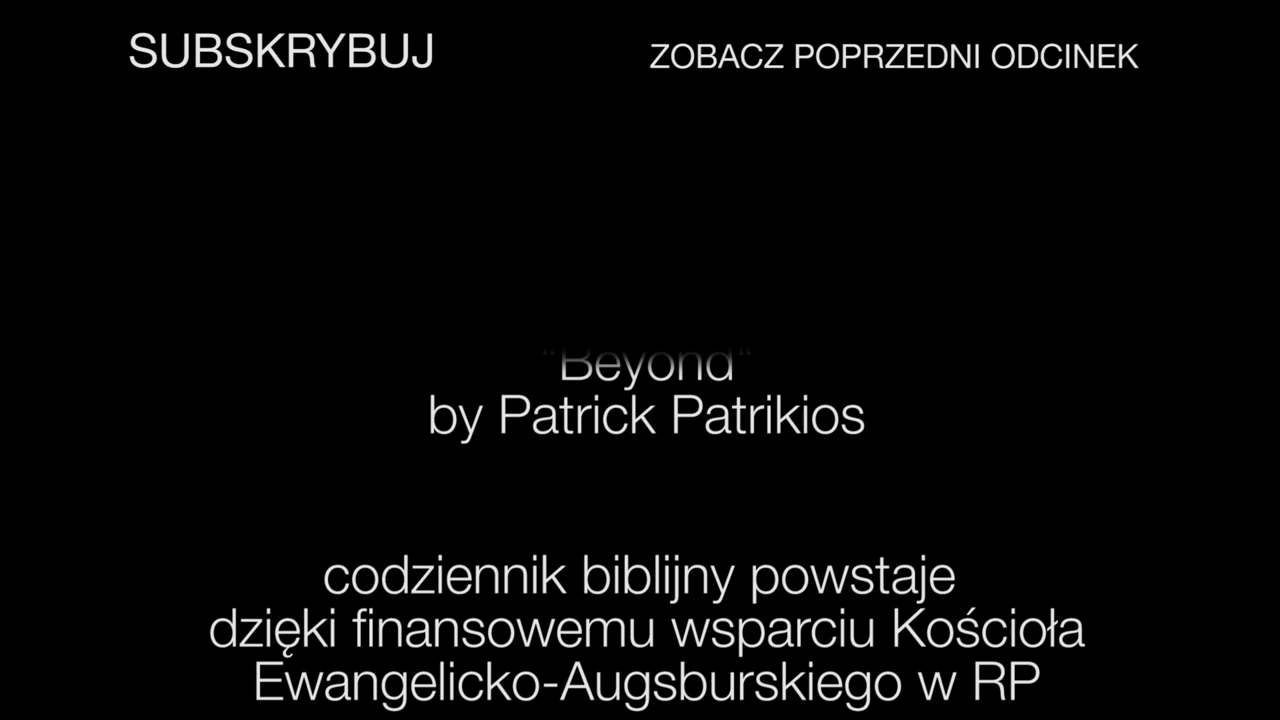 SUBSKRYBUJ
ZOBACZ POPRZEDNI ODCINEK
"Beyond"
by Patrick Patrikios
codziennik biblijny powstaje
dzięki finansowemu wsparciu Kościoła
Ewangelicko-Augsburskiego w RP